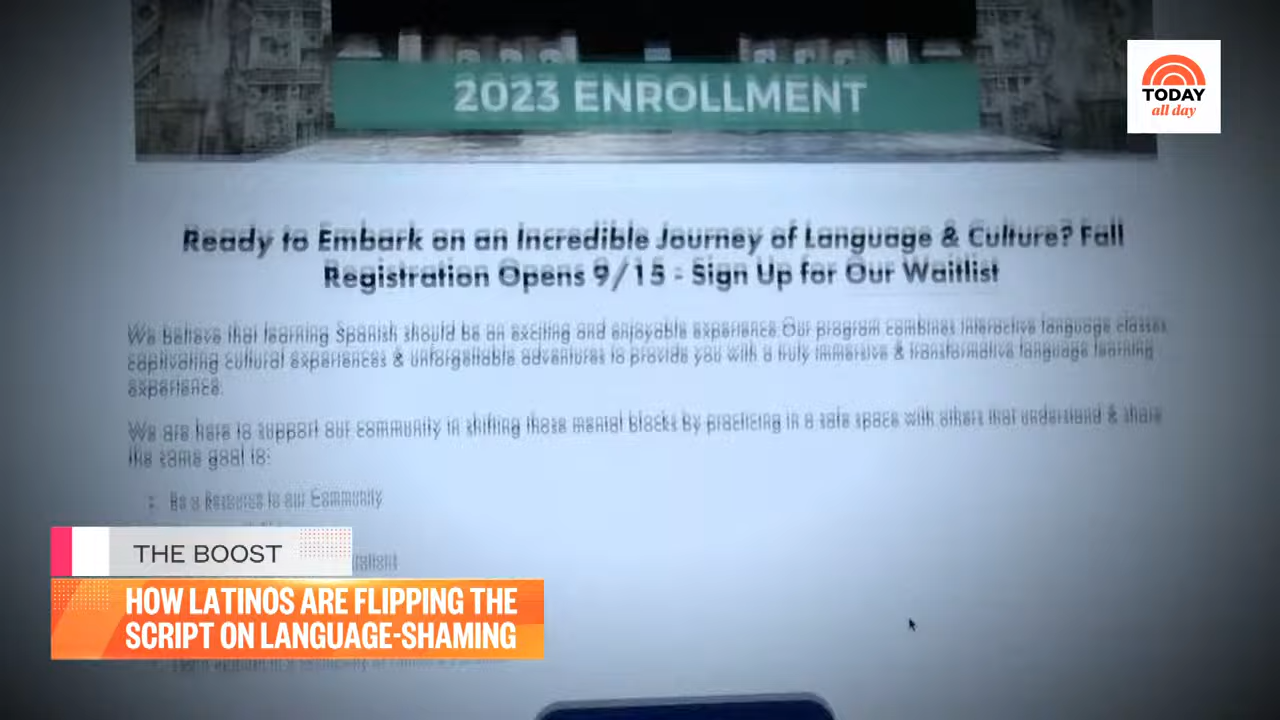 2023 ENROLLMENT
TODAY
all day
Ready to Embark on an Incredible Journey of Language & Culture? Fall
Registration Opens 9/15 - Sign Up for Our Waitlist
We believe that learning Spanish should be an exciting and enjoyable experience. Our program combines interactive language classes
captivating cultural experiences & unforgettable adventures to provide you with a truly immersive & transformative language learning
experience.
We are here to support our community in shifting those mental blocks by practicing in a safe space with others that understand & share
the same goal to:
Be a Resource to our Community
THE BOOST
HOW LATINOS ARE FLIPPING THE
SCRIPT ON LANGUAGE-SHAMING